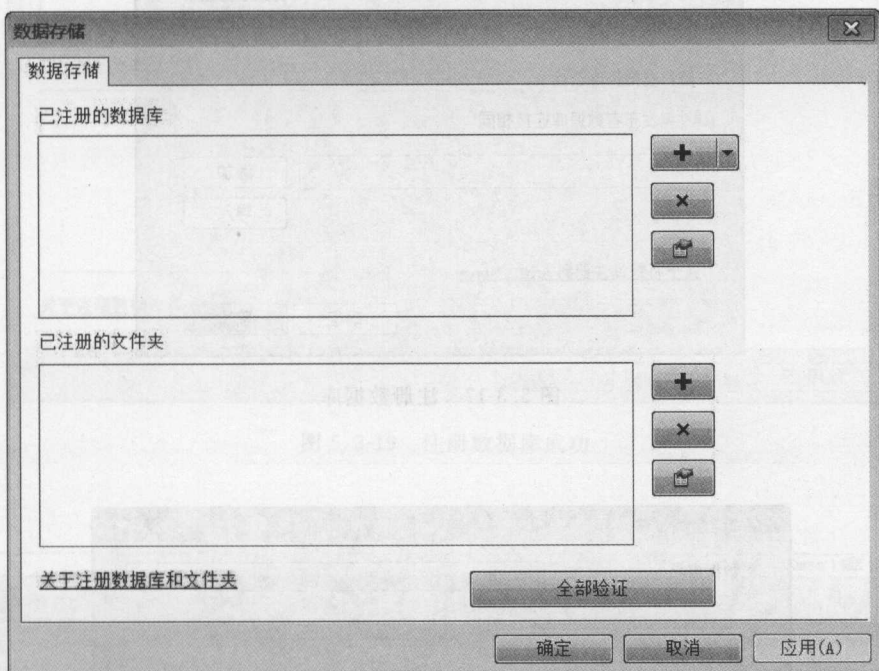 数据存储
数据存储
已注册的数据库
已注册的文件夹
关于注册数据库和文件夹
全部验证
确定
取消
应用(A)